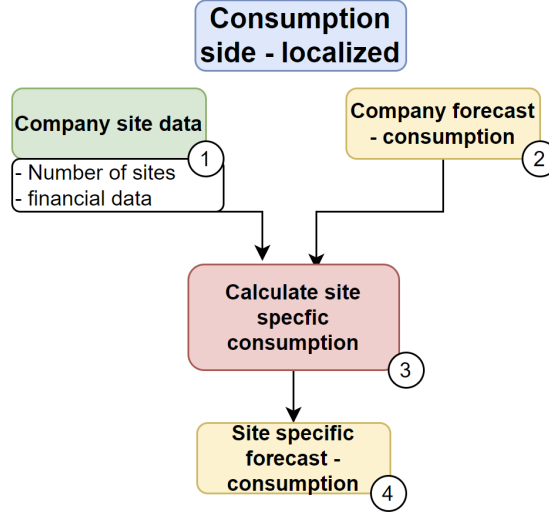 Consumption
side - localized
Company site data
1
- Number of sites
- financial data
Company forecast
- consumption
2
Calculate site
specfic
consumption
3
Site specific
forecast -
consumption
4